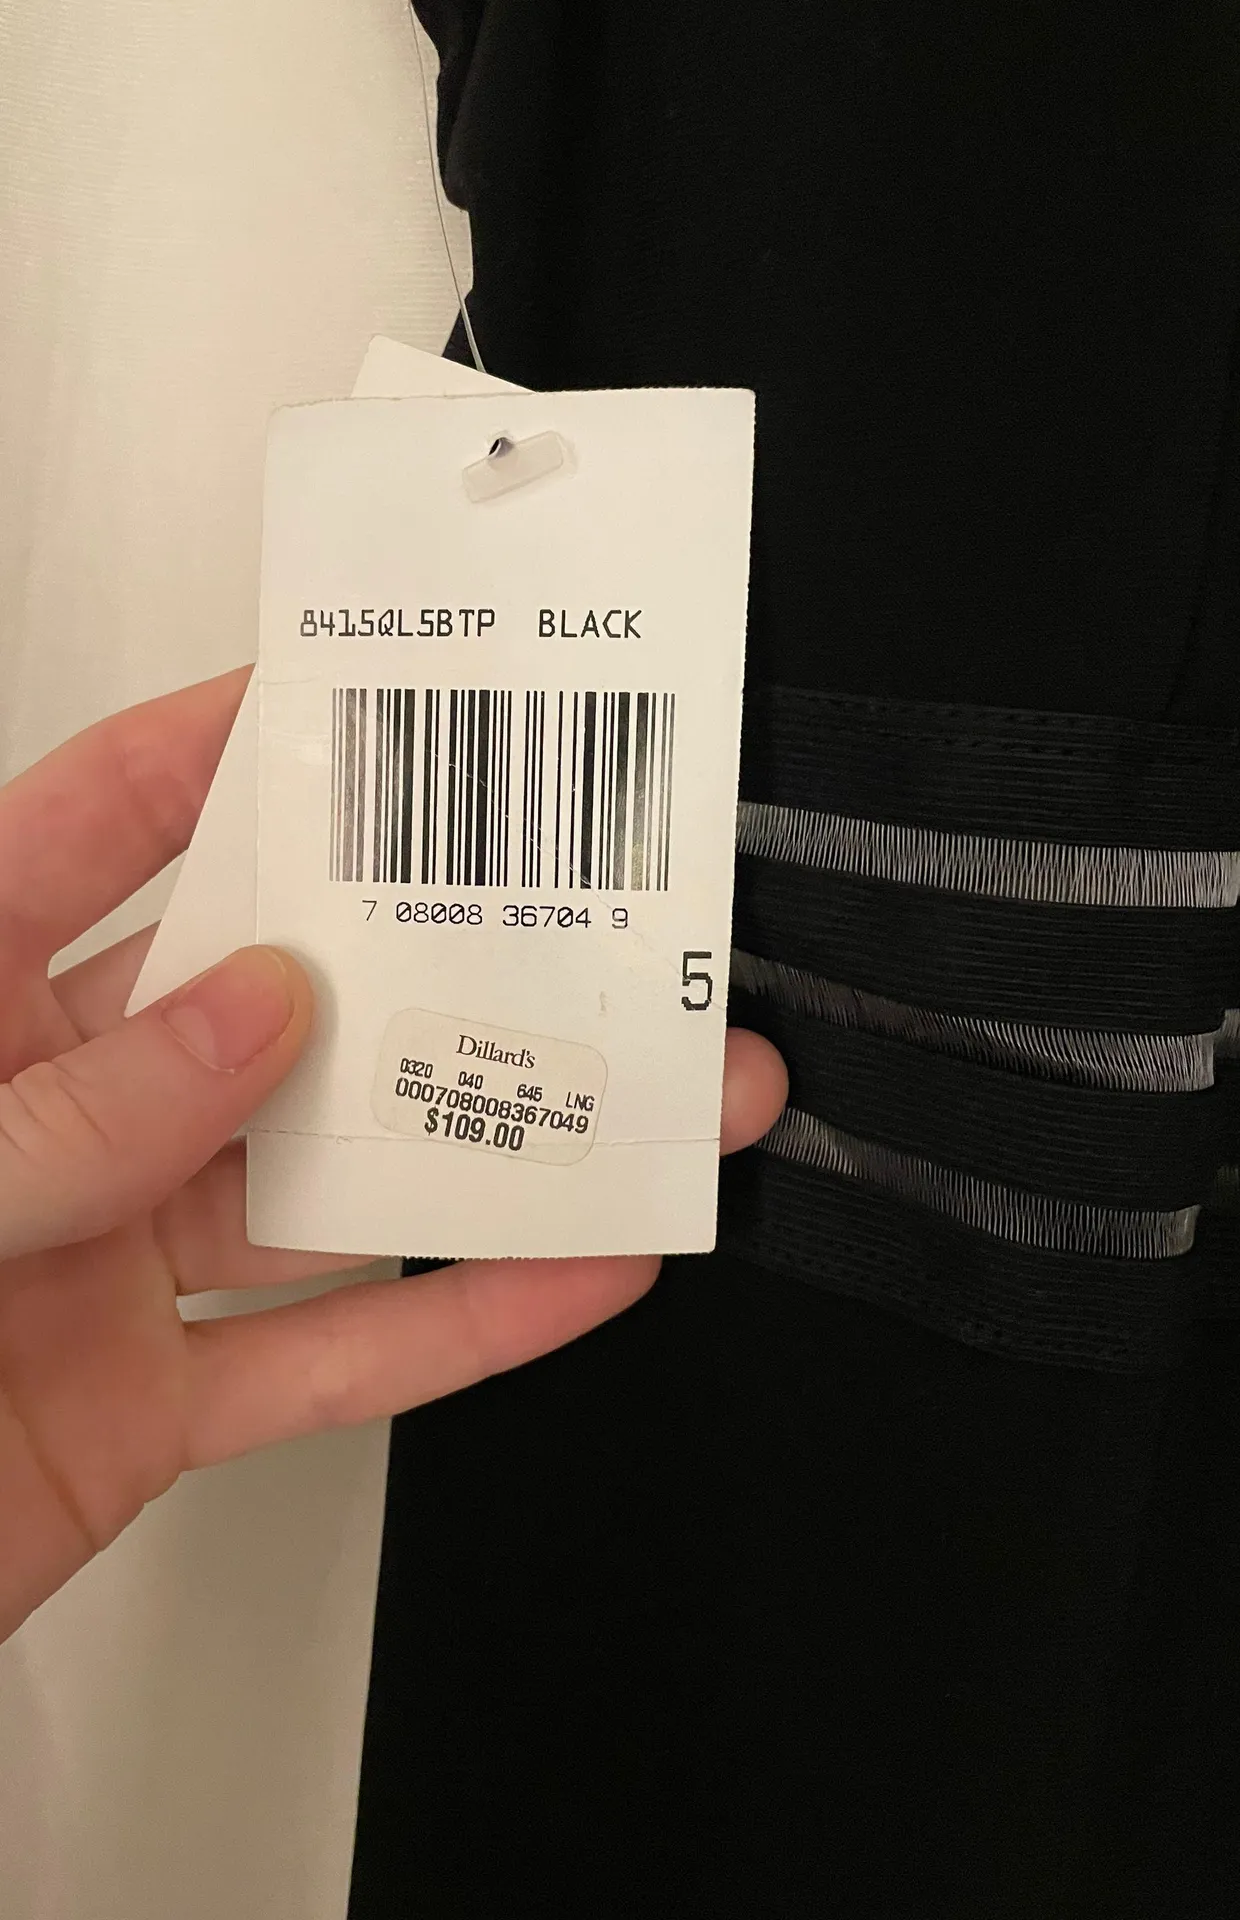 8415QL5BTP BLACK
7 08008 36704 9
5
Dillard's
0320 040 645 LNG
000708008367049
$109.00